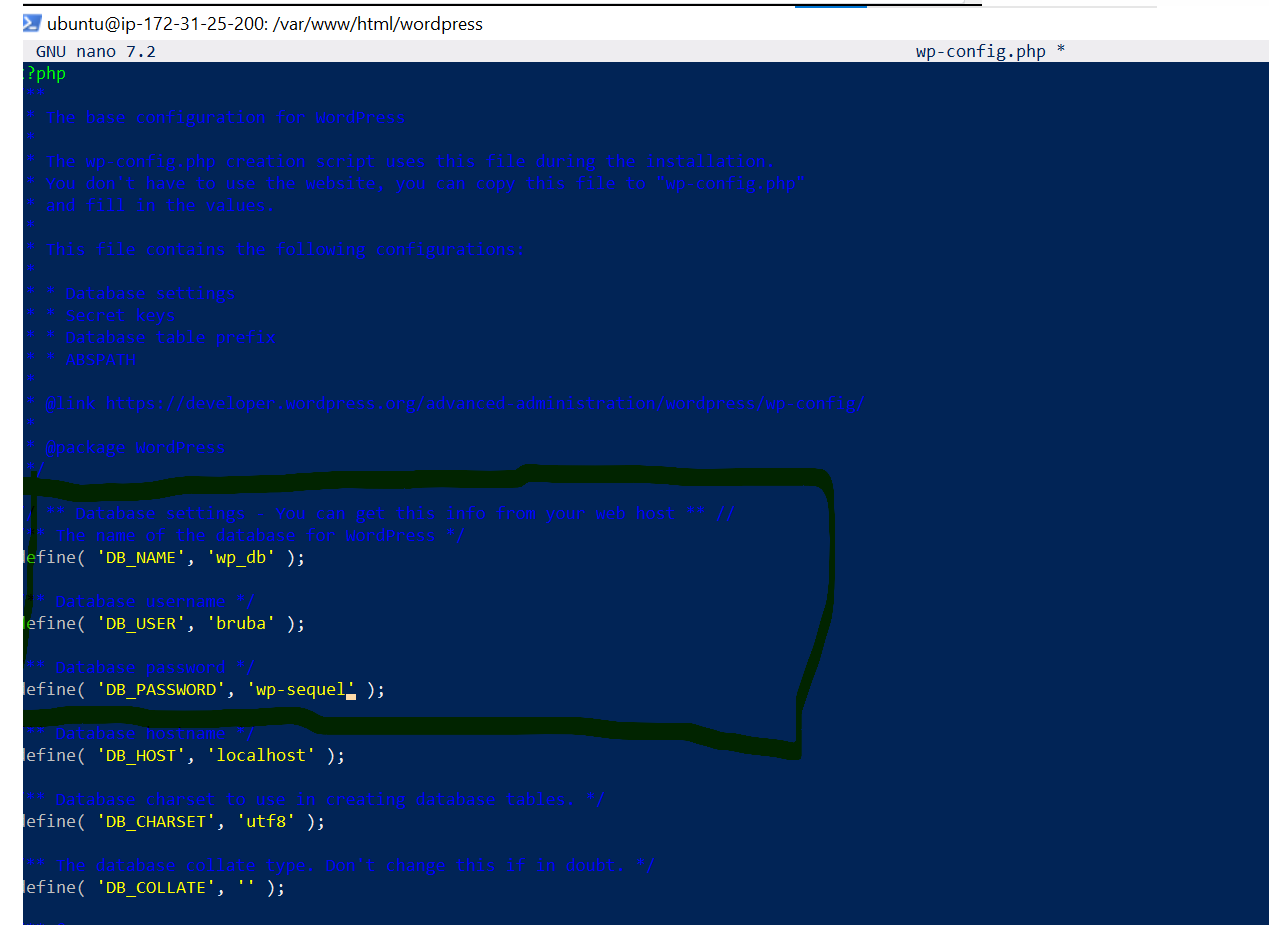 ubuntu@ip-172-31-25-200: /var/www/html/wordpress
GNU nano 7.2 wp-config.php *
?php
**
* The base configuration for WordPress
*
* The wp-config.php creation script uses this file during the installation.
* You don't have to use the website, you can copy this file to "wp-config.php"
* and fill in the values.
*
* This file contains the following configurations:
*
* * Database settings
* * Secret keys
* * Database table prefix
* * ABSPATH
*
* @link https://developer.wordpress.org/advanced-administration/wordpress/wp-config/
*
* @package WordPress
*/
/ ** Database settings - You can get this info from your web host ** //
** The name of the database for WordPress */
efine( 'DB_NAME', 'wp_db' );
* Database username */
efine( 'DB_USER', 'bruba' );
** Database password */
efine( 'DB_PASSWORD', 'wp-sequel' );
** Database hostname */
efine( 'DB_HOST', 'localhost' );
** Database charset to use in creating database tables. */
efine( 'DB_CHARSET', 'utf8' );
** The database collate type. Don't change this if in doubt. */
efine( 'DB_COLLATE', '' );